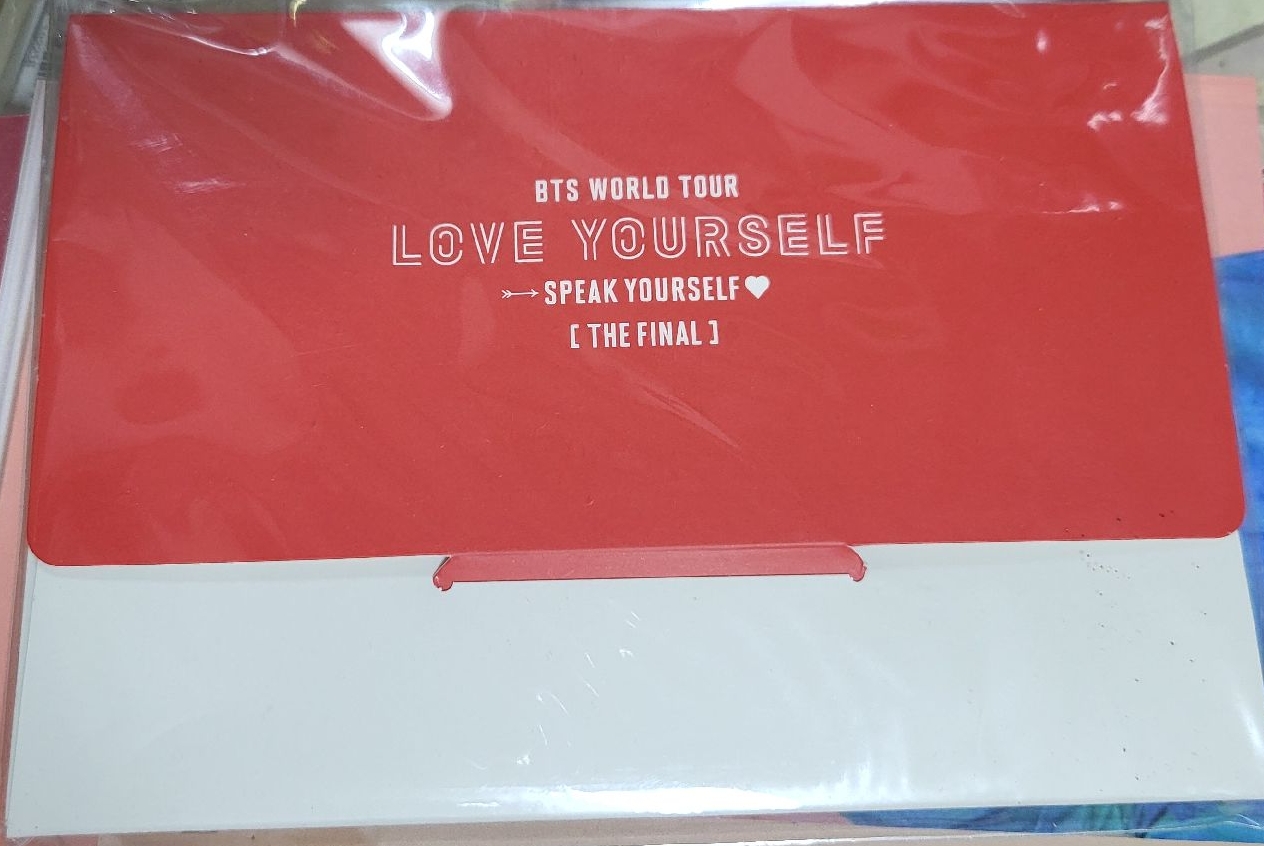 BTS WORLD TOUR
LOVE YOURSELF
SPEAK YOURSELF
[ THE FINAL ]